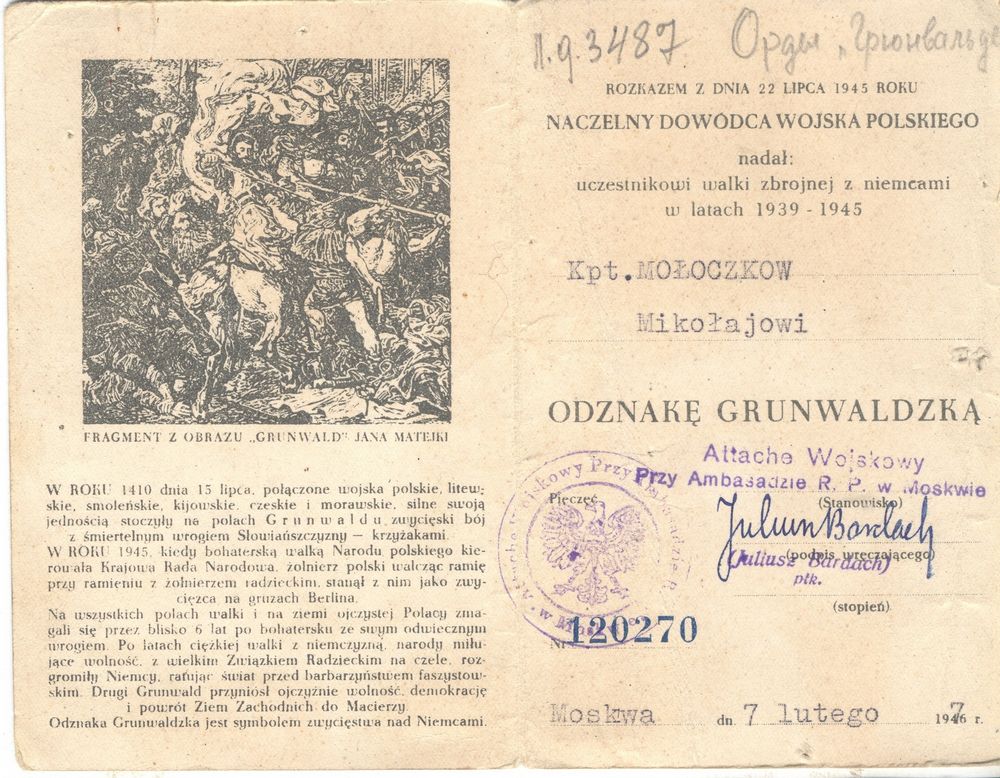 FRAGMENT Z OBRAZU „GRUNWALD" JANA MATEJKI
W ROKU 1410 dnia 15 lipca, połączone wojska polskie, litew-
skie, smoleńskie, kijowskie, czeskie i morawskie, silne swoją
jednością stoczyły na polach Grunwaldu zwycięski bój
z śmiertelnym wrogiem Słowiańszczyzny — krzyżakami.
W ROKU 1945, kiedy bohaterską walką Narodu polskiego kie-
rowała Krajowa Rada Narodowa, żołnierz polski walcząc ramię
przy ramieniu z żołnierzem radzieckim, stanął z nim jako zwy-
cięzca na gruzach Berlina.
Na wszystkich polach walki i na ziemi ojczystej Polacy zma-
gali się przez blisko 6 lat po bohatersku ze swym odwiecznym
wrogiem. Po latach ciężkiej walki z niemczyzną, narody miłu-
jące wolność, z wielkim Związkiem Radzieckim na czele, roz-
gromiły Niemcy, ratując świat przed barbarzyństwem faszystow-
skim. Drugi Grunwald przyniósł ojczyźnie wolność, demokrację
i powrót Ziem Zachodnich do Macierzy.
Odznaka Grunwaldzka jest symbolem zwycięstwa nad Niemcami.
Л.д. 3487 Орден „Грюнвальда
ROZKAZEM Z DNIA 22 LIPCA 1945 ROKU
NACZELNY DOWÓDCA WOJSKA POLSKIEGO
nadał:
uczestnikowi walki zbrojnej z niemcami
w latach 1939 - 1945
Kpt. MOŁOCZKOW
Mikołajowi
ODZNAKĘ GRUNWALDZKĄ
Attache Wojskowy
Przy Ambasadzie R. P. w Moskwie
Pieczęć
(Stanowisko)
Julian Bardach
(podpis wręczającego)
(Juliusz Bardach)
płk.
(stopień)
Attache Wojskowy Przy Ambasadzie R. P. w Moskwie
Nr 120270
Moskwa dn. 7 lutego 1947 r.